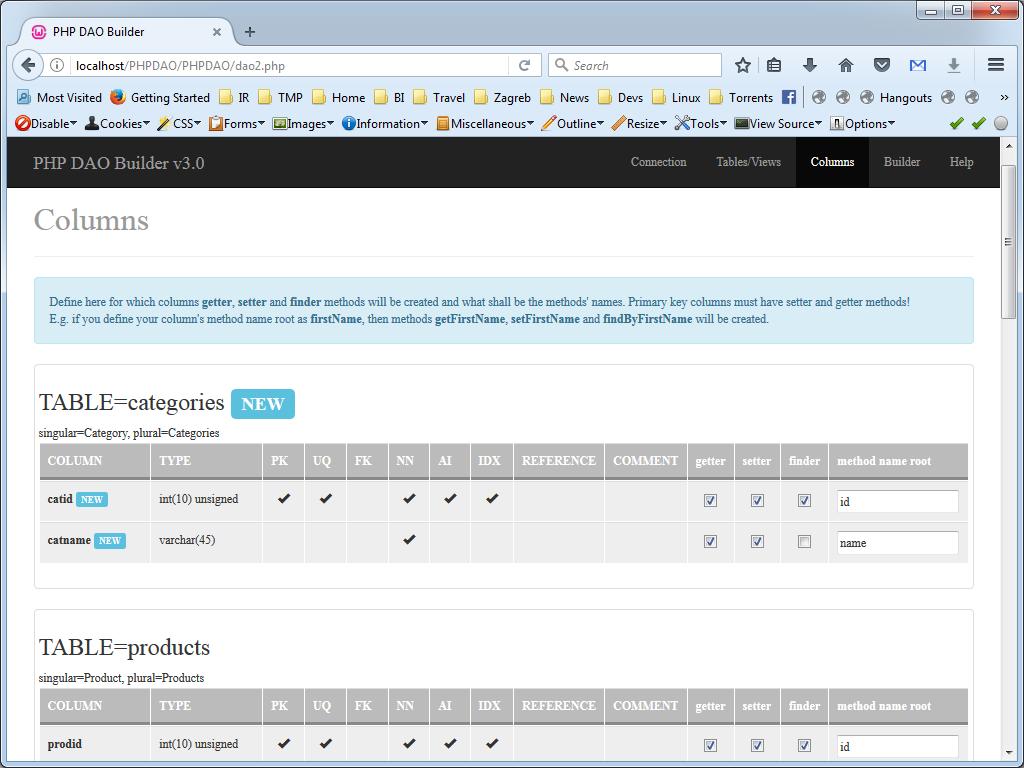 PHP DAO Builder
localhost/PHPDAO/PHPDAO/dao2.php
Search
Most Visited Getting Started IR TMP Home BI Travel Zagreb News Devs Linux Torrents Hangouts
Disable Cookies CSS Forms Images Information Miscellaneous Outline Resize Tools View Source Options
PHP DAO Builder v3.0 Connection Tables/Views Columns Builder Help
Columns
Define here for which columns getter, setter and finder methods will be created and what shall be the methods' names. Primary key columns must have setter and getter methods!
E.g. if you define your column's method name root as firstName, then methods getFirstName, setFirstName and findByFirstName will be created.
TABLE=categories NEW
singular=Category, plural=Categories
COLUMN TYPE PK UQ FK NN AI IDX REFERENCE COMMENT getter setter finder method name root
catid NEW int(10) unsigned ✔ ✔ ✔ ✔ ✔ id
catname NEW varchar(45) ✔ name
TABLE=products
singular=Product, plural=Products
COLUMN TYPE PK UQ FK NN AI IDX REFERENCE COMMENT getter setter finder method name root
prodid int(10) unsigned ✔ ✔ ✔ ✔ ✔ id